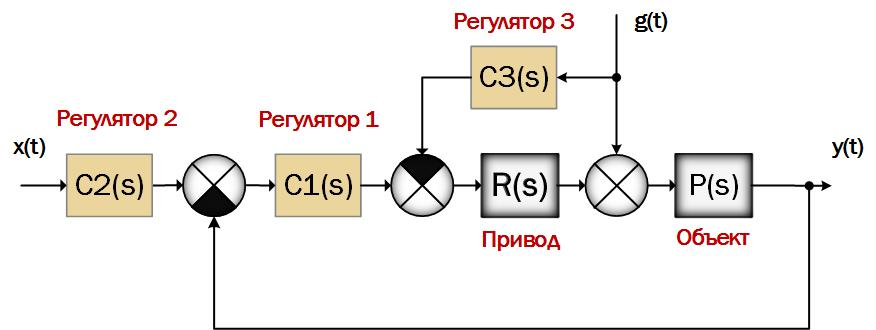 Регулятор 3
g(t)
C3(s)
Регулятор 2
Регулятор 1
x(t)
y(t)
C2(s)
C1(s)
R(s)
P(s)
Привод
Объект